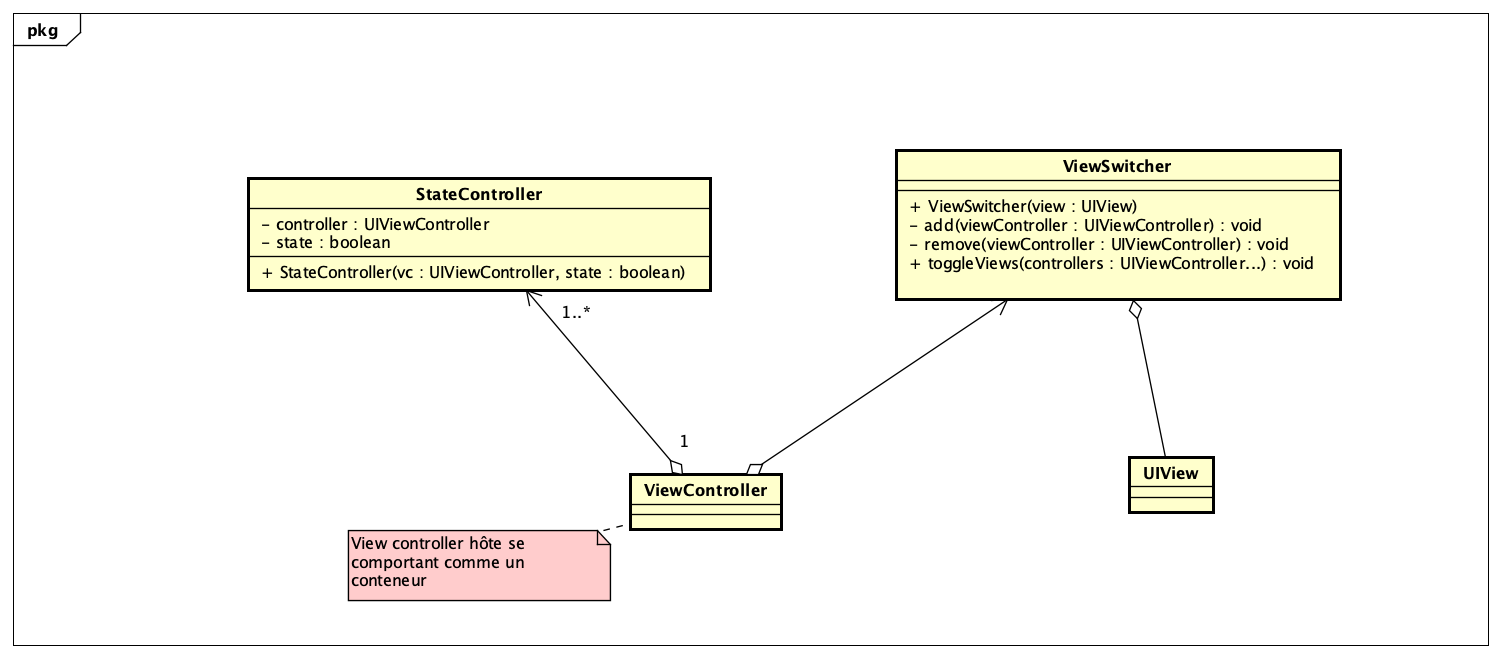 pkg
StateController
– controller : UIViewController
– state : boolean
+ StateController(vc : UIViewController, state : boolean)
ViewSwitcher
+ ViewSwitcher(view : UIView)
– add(viewController : UIViewController) : void
– remove(viewController : UIViewController) : void
+ toggleViews(controllers : UIViewController...) : void
1..*
1
ViewController
UIView
View controller hôte se
comportant comme un
conteneur